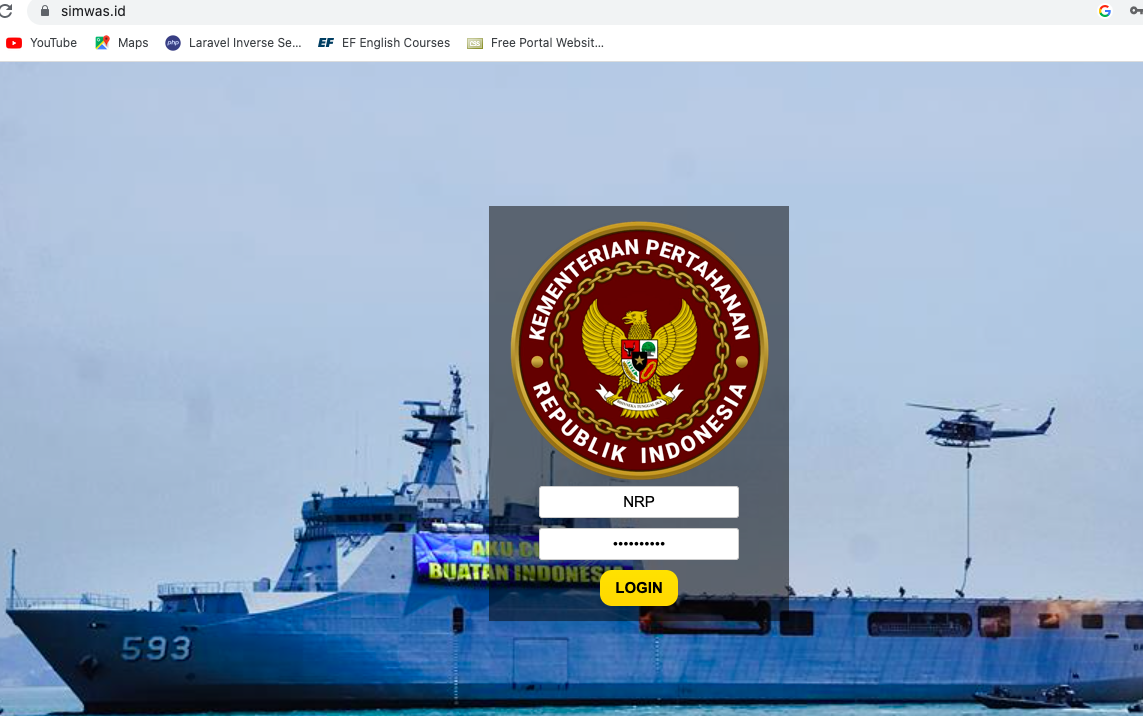 simwas.id
YouTube
Maps
Laravel Inverse Se...
EF English Courses
Free Portal Websit...
KEMENTERIAN PERTAHANAN
REPUBLIK INDONESIA
NRP
••••••••••
LOGIN
AKU
BUATAN INDONESIA
593